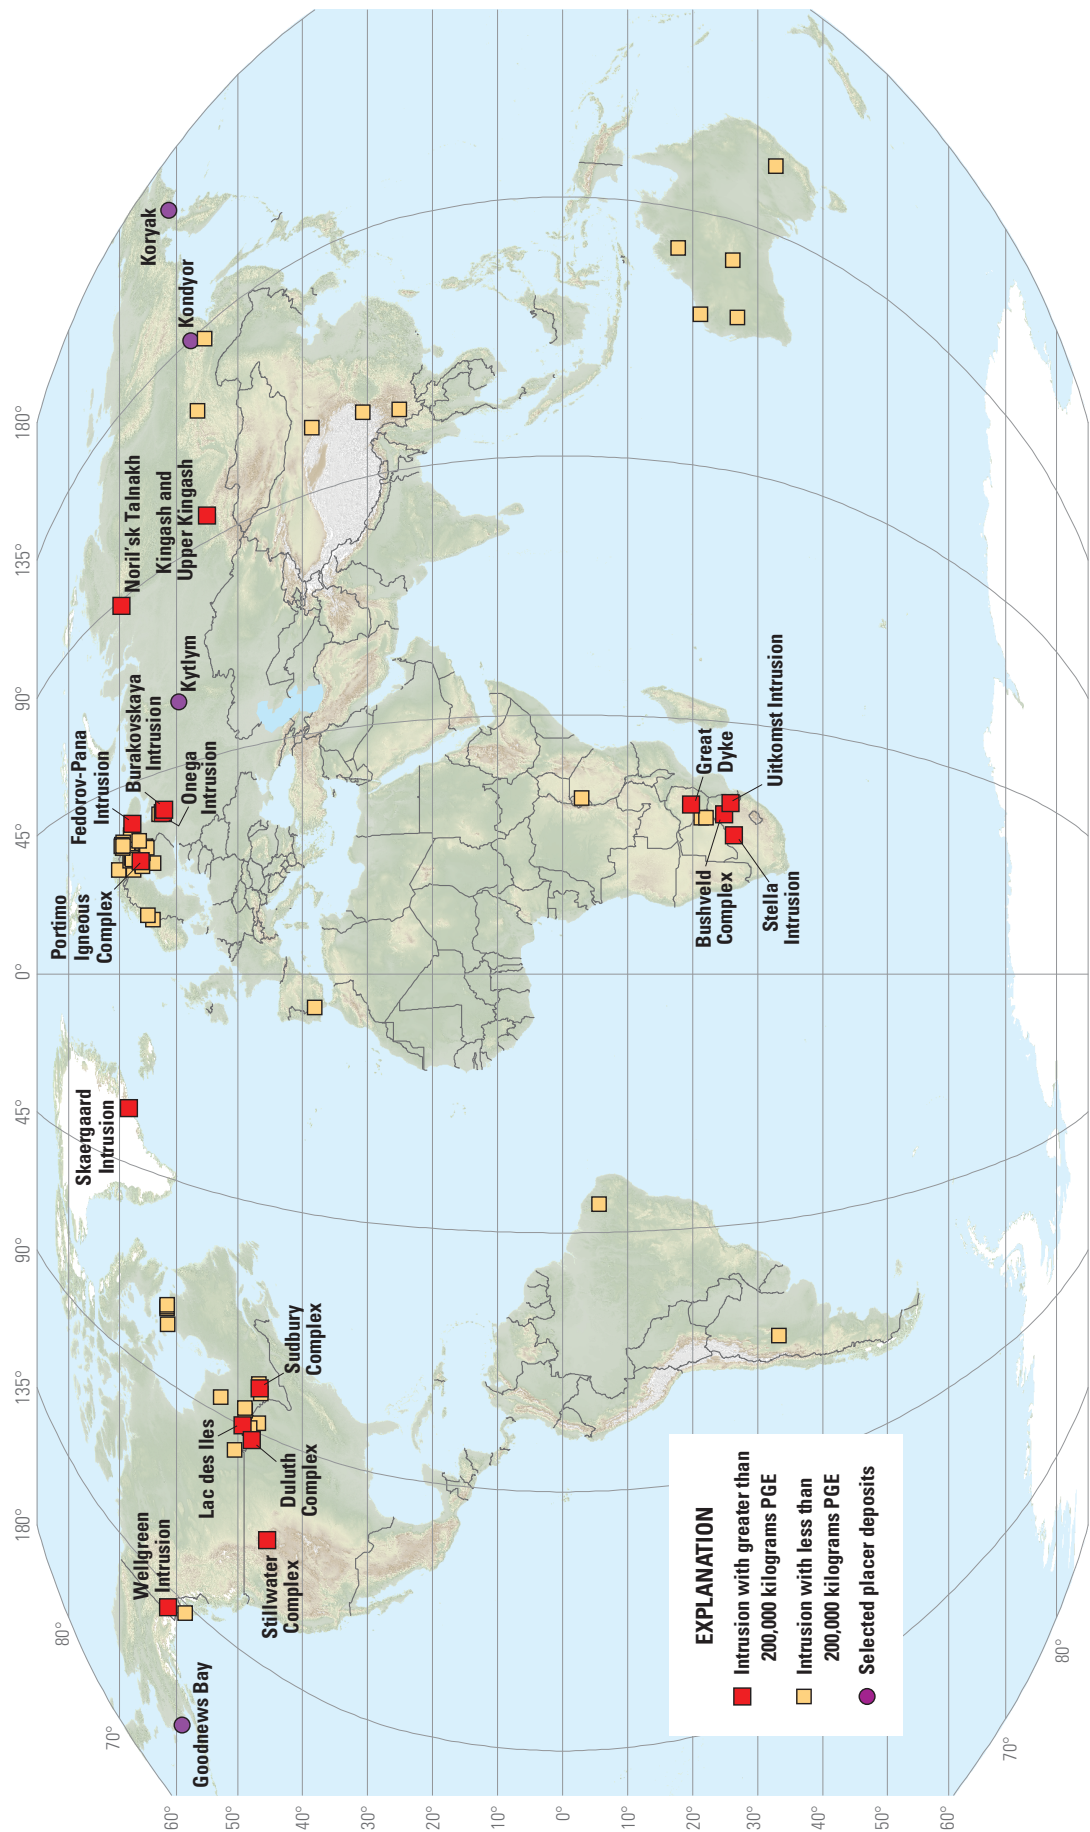 180°
135°
90°
45°
0°
45°
90°
135°
180°
80°
70°
60°
50°
40°
30°
20°
10°
0°
10°
20°
30°
40°
50°
60°
70°
80°
Goodnews Bay
Wellgreen
Intrusion
Stillwater
Complex
Lac des Iles
Duluth
Complex
Sudbury
Complex
Skaergaard
Intrusion
Portimo
Igneous
Complex
Fedorov-Pana
Intrusion
Burakovskaya
Intrusion
Onega
Intrusion
Kytlym
Noril'sk Talnakh
Kingash and
Upper Kingash
Kondyor
Koryak
Great
Dyke
Uitkomst Intrusion
Bushveld
Complex
Stella
Intrusion
EXPLANATION
Intrusion with greater than
200,000 kilograms PGE
Intrusion with less than
200,000 kilograms PGE
Selected placer deposits